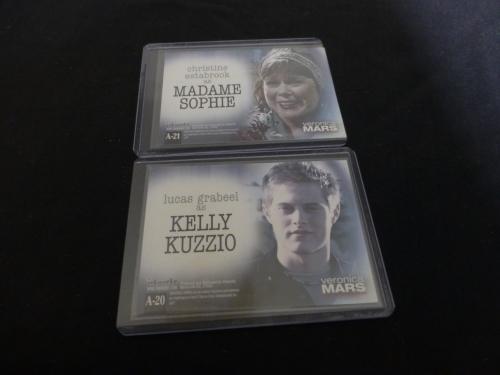 christine
estabrook
as
MADAME
SOPHIE
A-21
veronica
MARS
lucas grabeel
as
KELLY
KUZZIO
A-20
veronica
MARS